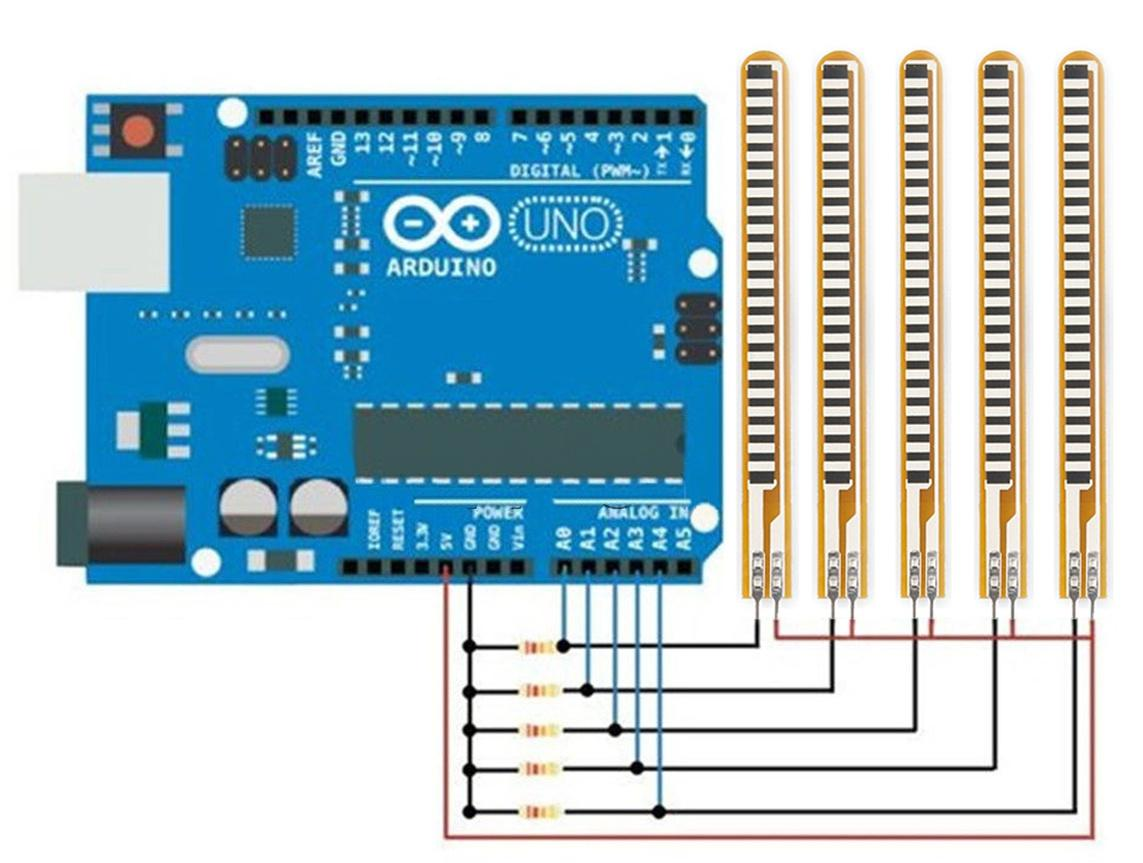 AREF
GND
13
12
~11
~10
~9
8
7
~6
~5
4
~3
2
TX→1
RX←0
DIGITAL (PWM~)
UNO
ARDUINO
POWER
ANALOG IN
IOREF
RESET
3.3V
5V
GND
GND
Vin
A0
A1
A2
A3
A4
A5